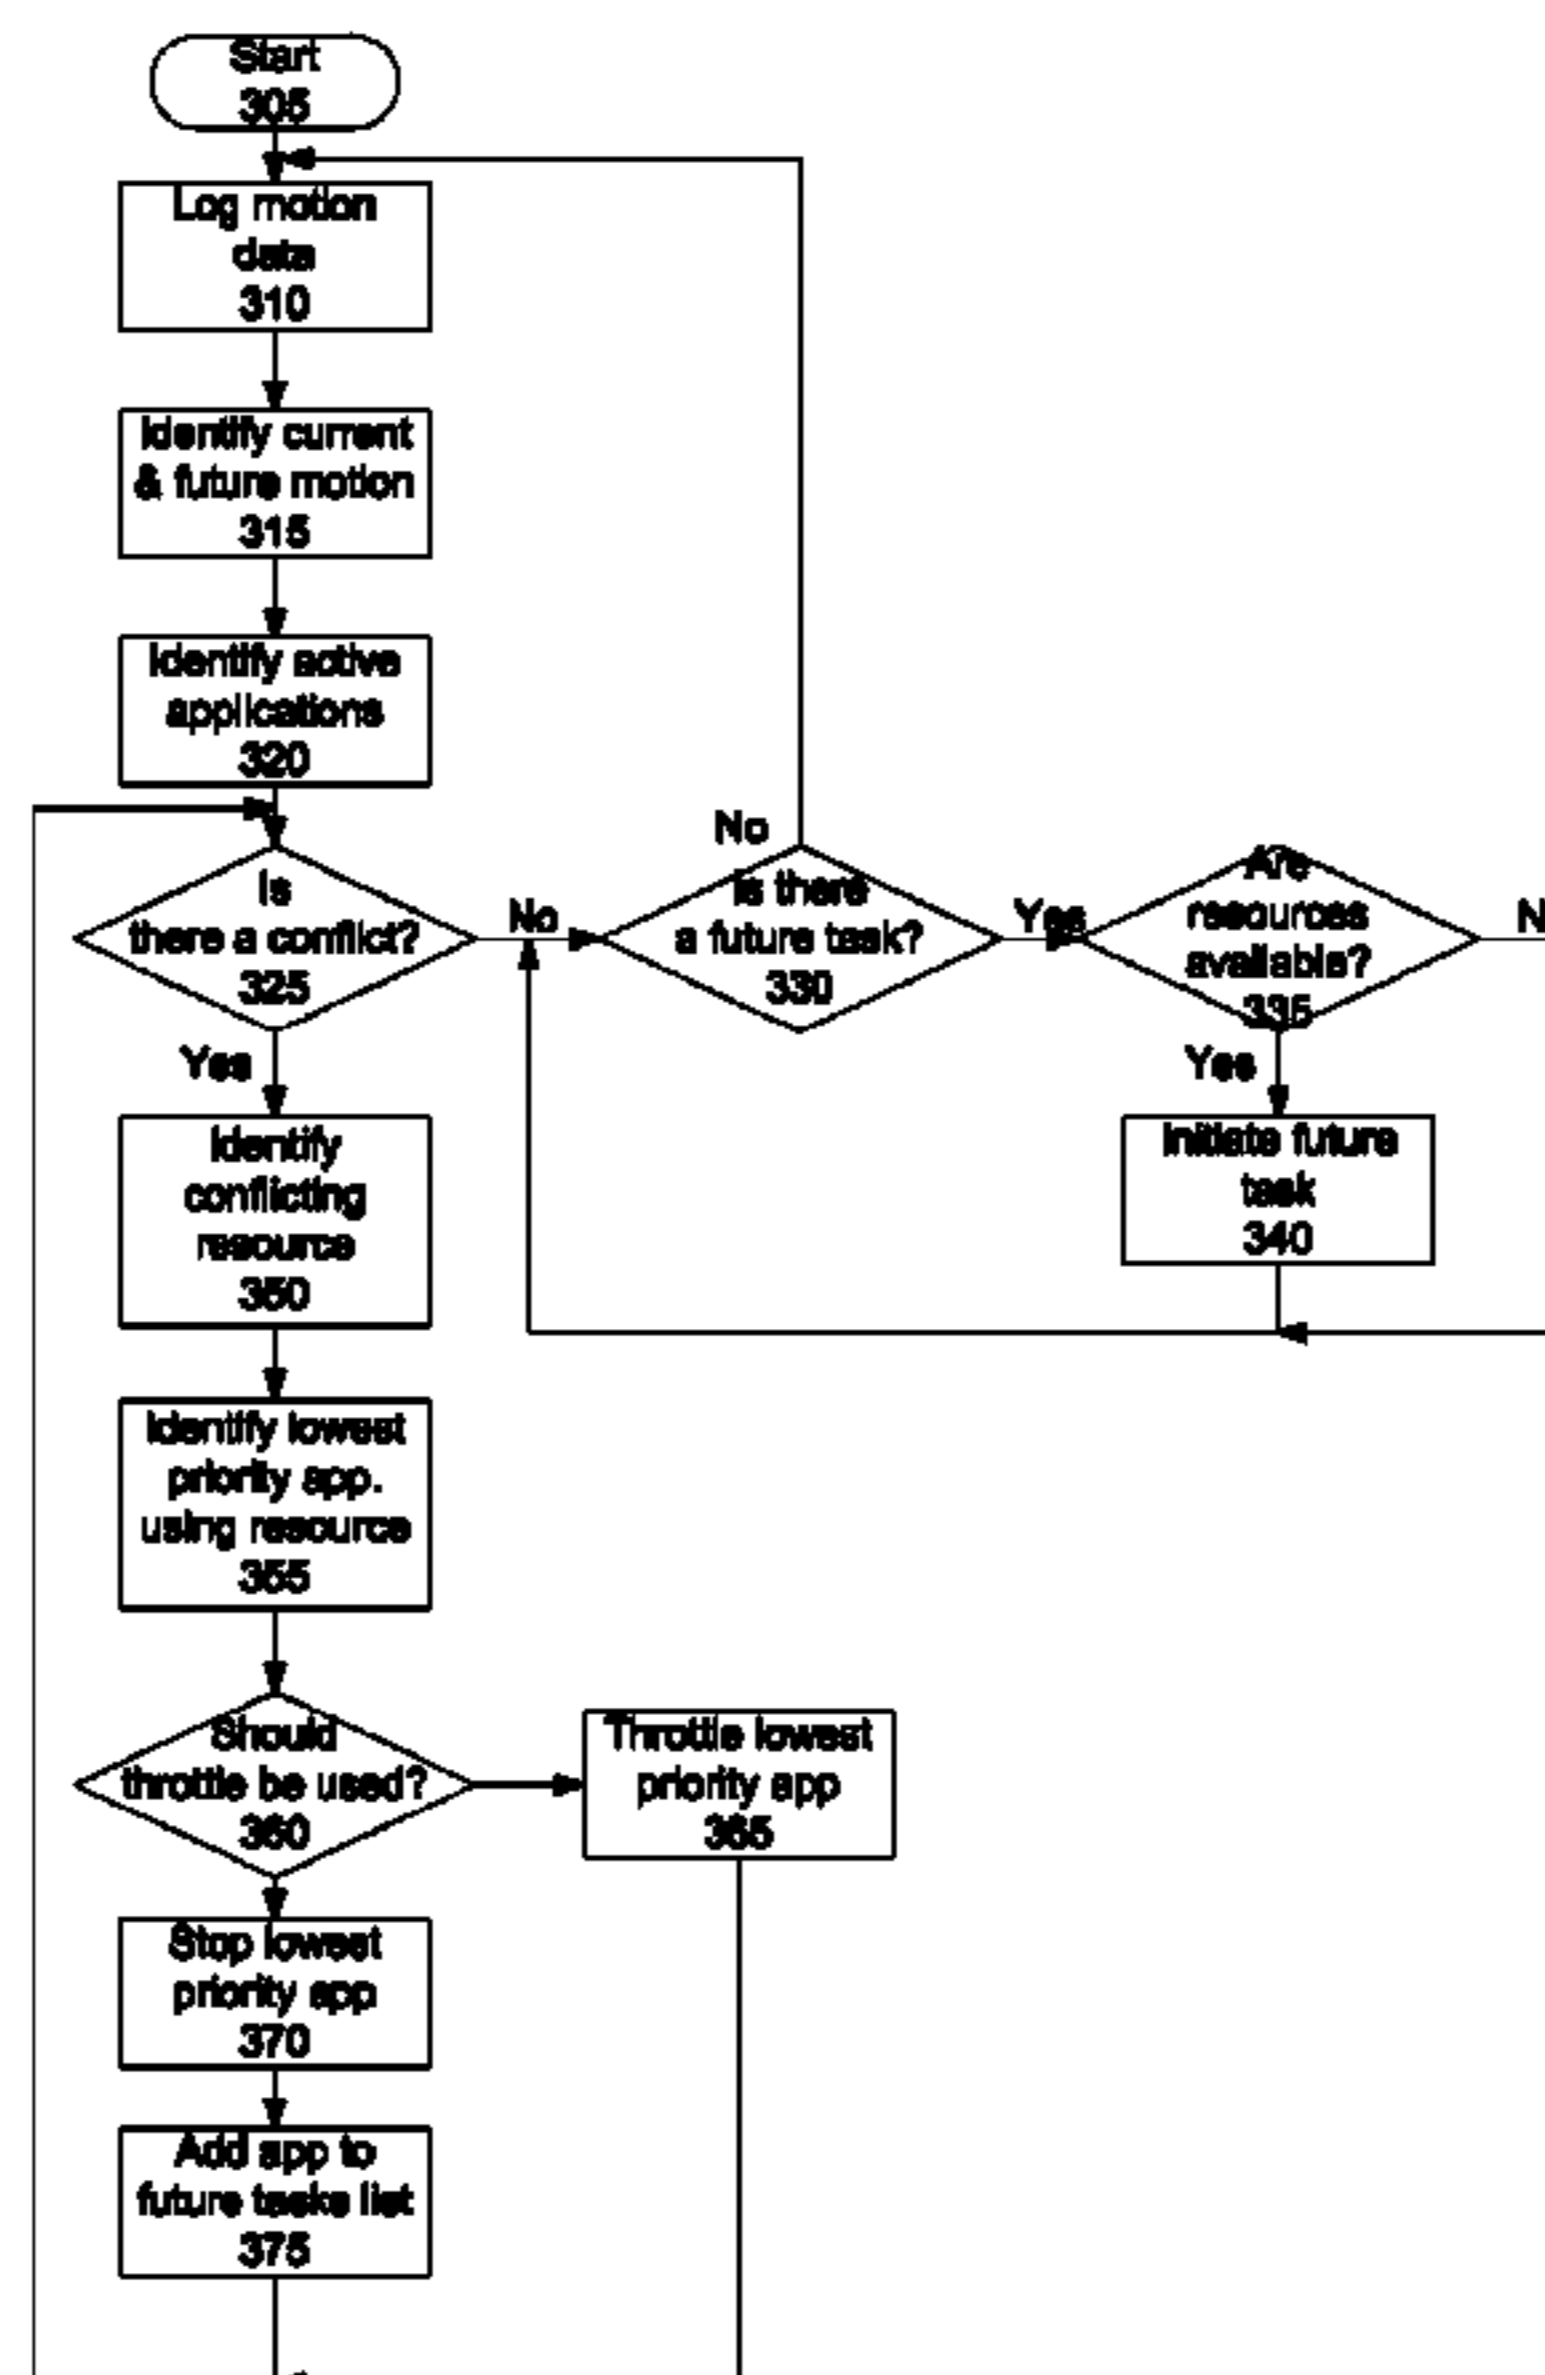 Start
305
Log motion
data
310
Identify current
& future motion
315
Identify active
applications
320
Is
there a conflict?
325
No
No
Is there
a future task?
330
Yes
Are
resources
available?
335
N
Yes
Identify
conflicting
resource
350
Yes
Initiate future
task
340
Identify lowest
priority app.
using resource
355
Should
throttle be used?
360
Throttle lowest
priority app
365
Stop lowest
priority app
370
Add app to
future tasks list
375